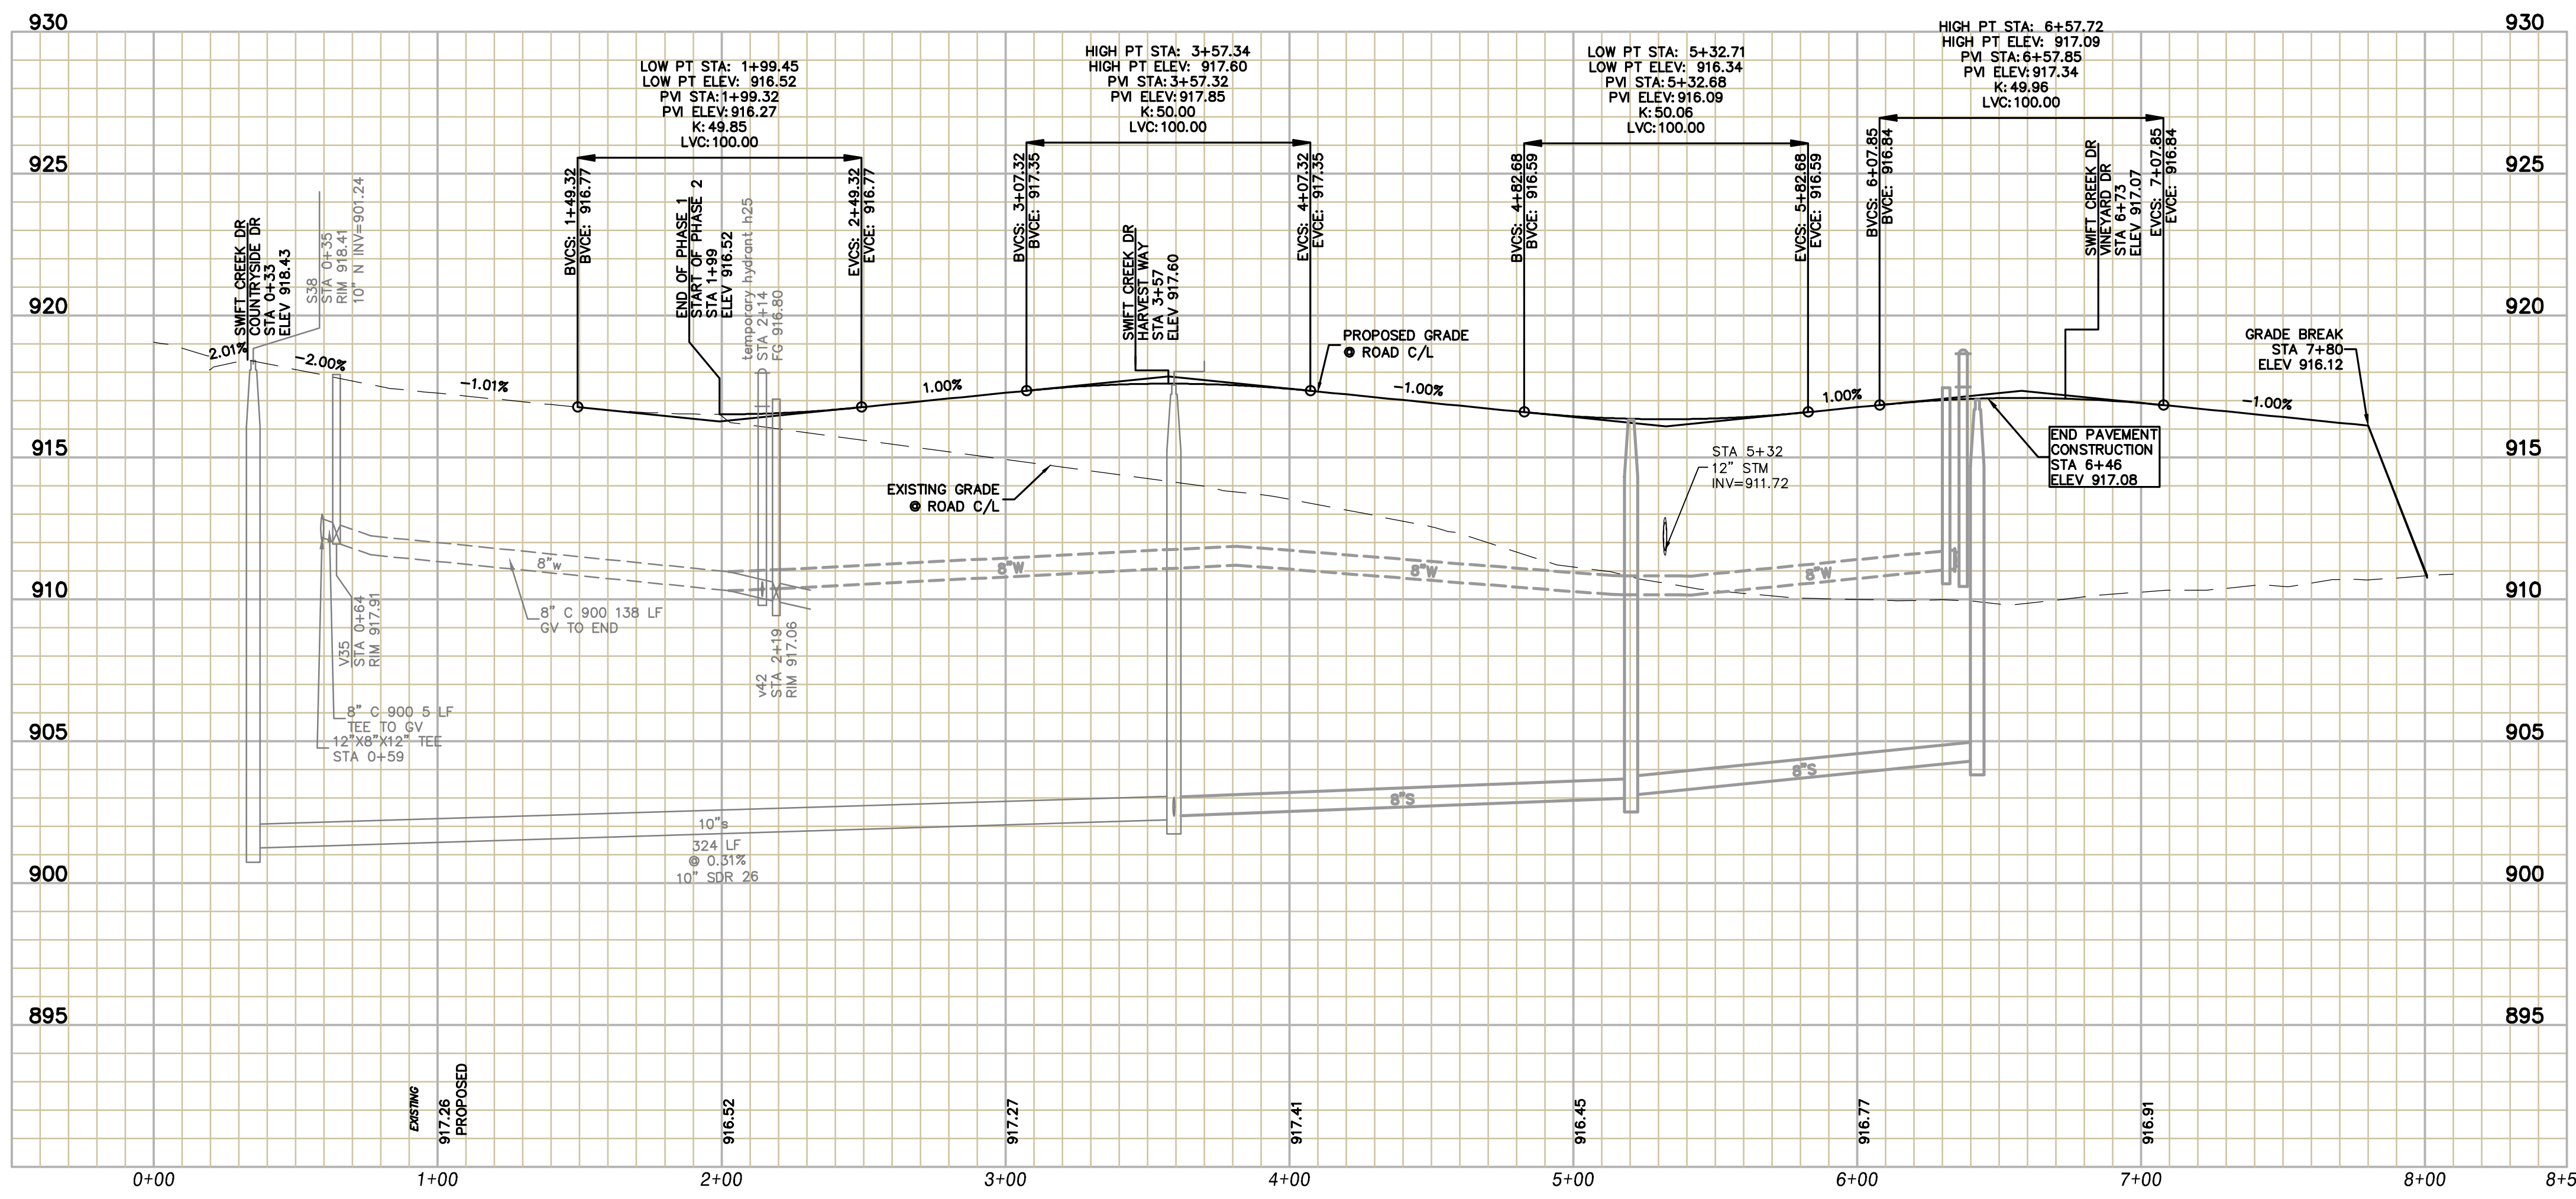 930
930
HIGH PT STA: 6+57.72
HIGH PT ELEV: 917.09
PVI STA:6+57.85
PVI ELEV:917.34
K:49.96
LVC:100.00
HIGH PT STA: 3+57.34
HIGH PT ELEV: 917.60
PVI STA:3+57.32
PVI ELEV:917.85
K:50.00
LVC:100.00
LOW PT STA: 5+32.71
LOW PT ELEV: 916.34
PVI STA:5+32.68
PVI ELEV:916.09
K:50.06
LVC:100.00
LOW PT STA: 1+99.45
LOW PT ELEV: 916.52
PVI STA:1+99.32
PVI ELEV:916.27
K:49.85
LVC:100.00
925
925
BVCS: 1+49.32
BVCE: 916.77
EVCS: 2+49.32
EVCE: 916.77
BVCS: 3+07.32
BVCE: 917.35
EVCS: 4+07.32
EVCE: 917.35
BVCS: 4+82.68
BVCE: 916.59
EVCS: 5+82.68
EVCE: 916.59
BVCS: 6+07.85
BVCE: 916.84
EVCS: 7+07.85
EVCE: 916.84
SWIFT CREEK DR
COUNTRYSIDE DR
STA 0+33
ELEV 918.43
S38
STA 0+35
RIM 918.41
10" N INV=901.24
END OF PHASE 1
START OF PHASE 2
STA 1+99
ELEV 916.52
temporary hydrant h25
STA 2+14
FG 916.80
SWIFT CREEK DR
HARVEST WAY
STA 3+57
ELEV 917.60
SWIFT CREEK DR
VINEYARD DR
STA 6+73
ELEV 917.07
920
920
PROPOSED GRADE
@ ROAD C/L
GRADE BREAK
STA 7+80
ELEV 916.12
2.01%
-2.00%
-1.01%
1.00%
-1.00%
1.00%
-1.00%
END PAVEMENT
CONSTRUCTION
STA 6+46
ELEV 917.08
915
915
STA 5+32
12" STM
INV=911.72
EXISTING GRADE
@ ROAD C/L
8"w
8"W
8"W
8"W
910
910
8" C 900 138 LF
GV TO END
V35
STA 0+64
RIM 917.91
v42
STA 2+19
RIM 917.06
8" C 900 5 LF
TEE TO GV
12"X8"X12" TEE
STA 0+59
905
905
8"S
8"S
10"s
324 LF
@ 0.31%
10" SDR 26
900
900
895
895
EXISTING
917.26
PROPOSED
916.52
917.27
917.41
916.45
916.77
916.91
0+00
1+00
2+00
3+00
4+00
5+00
6+00
7+00
8+00
8+5